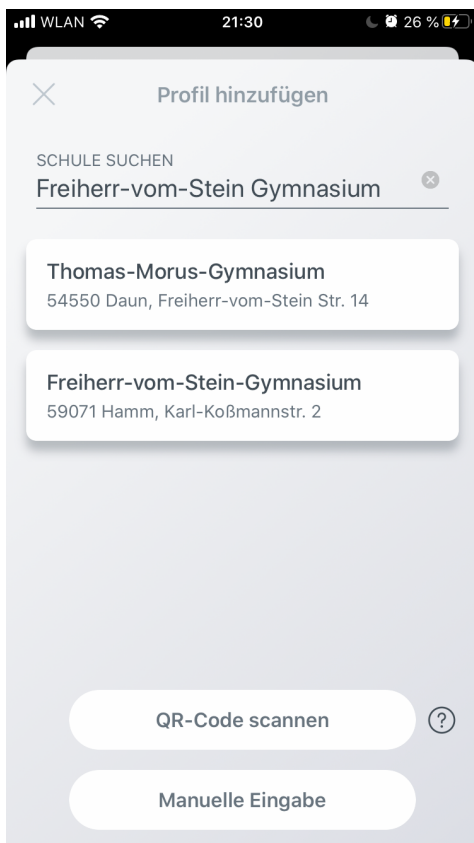 WLAN 21:30 26 %
Profil hinzufügen
SCHULE SUCHEN
Freiherr-vom-Stein Gymnasium
Thomas-Morus-Gymnasium
54550 Daun, Freiherr-vom-Stein Str. 14
Freiherr-vom-Stein-Gymnasium
59071 Hamm, Karl-Koßmannstr. 2
QR-Code scannen ?
Manuelle Eingabe